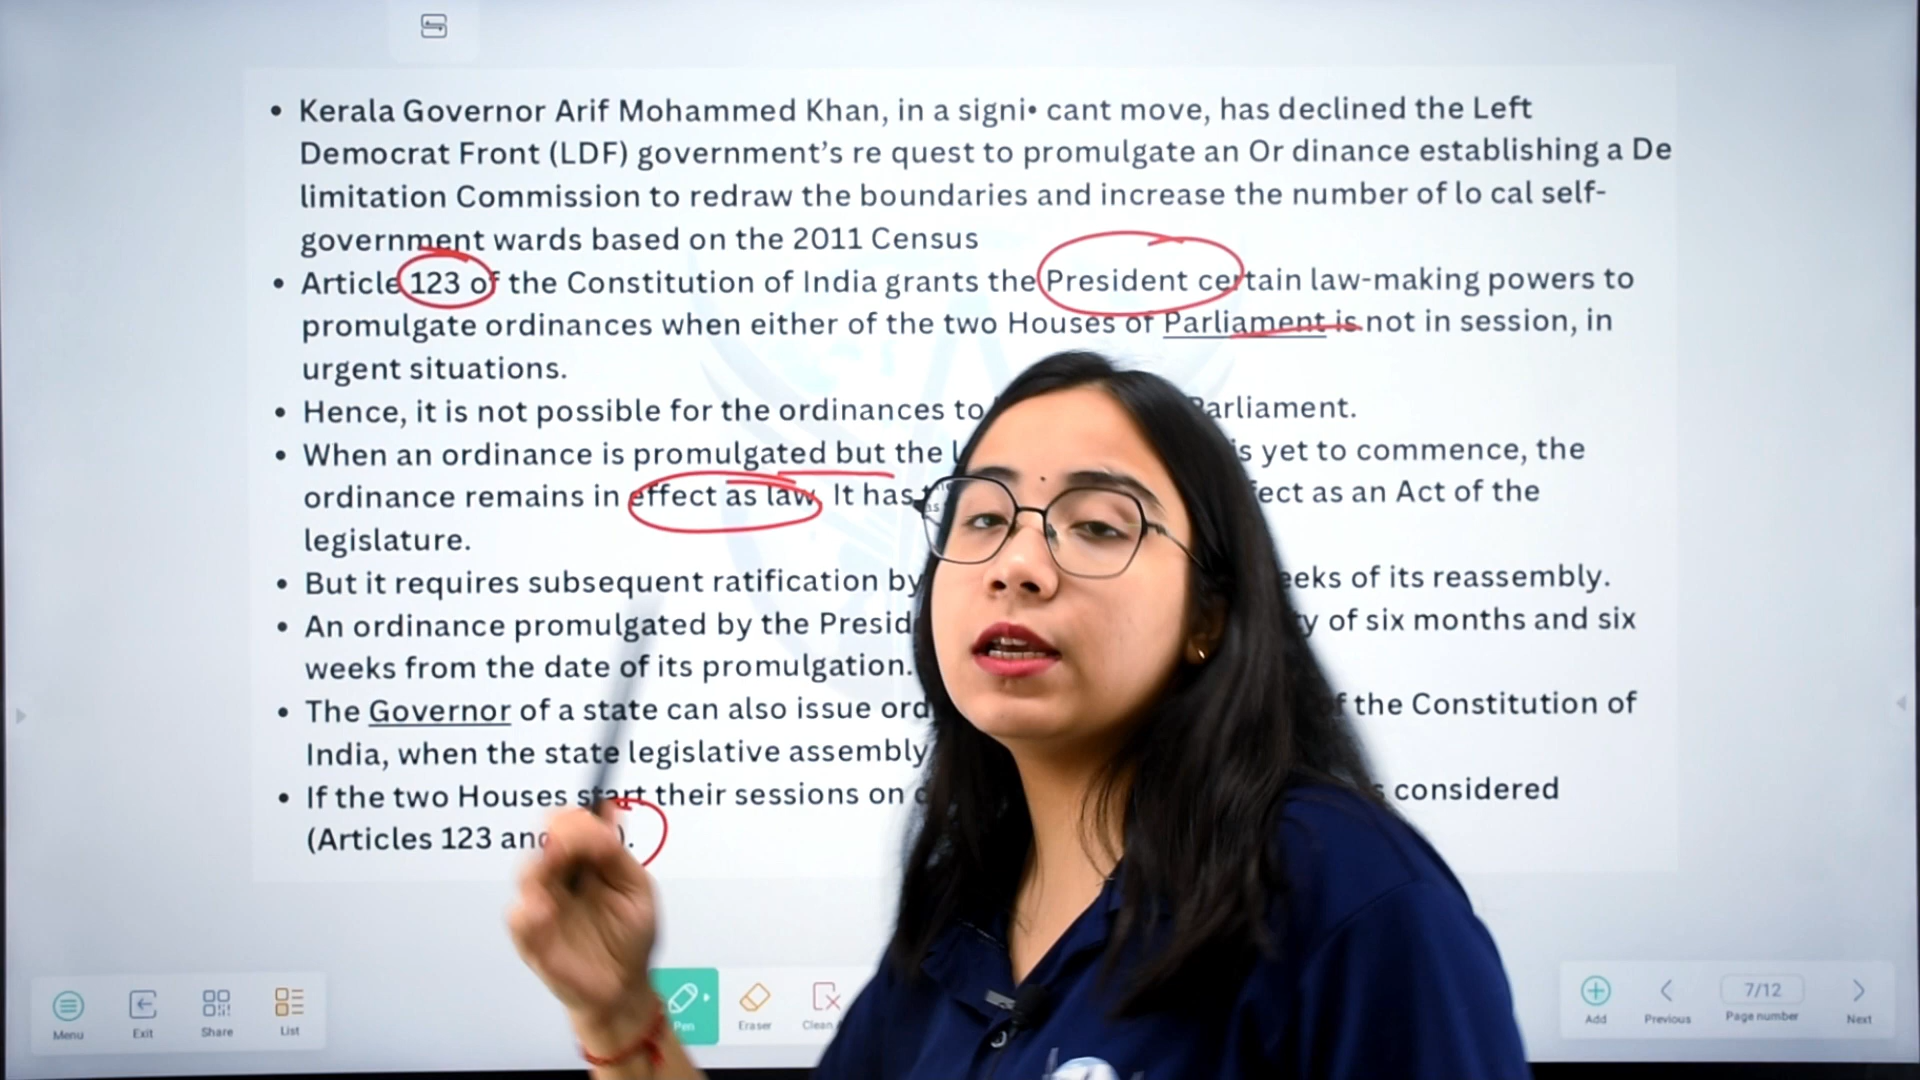 • Kerala Governor Arif Mohammed Khan, in a signi• cant move, has declined the Left
Democrat Front (LDF) government's re quest to promulgate an Or dinance establishing a De
limitation Commission to redraw the boundaries and increase the number of lo cal self-
government wards based on the 2011 Census
• Article 123 of the Constitution of India grants the President certain law-making powers to
promulgate ordinances when either of the two Houses of Parliament is not in session, in
urgent situations.
• Hence, it is not possible for the ordinances to Parliament.
• When an ordinance is promulgated but the is yet to commence, the
ordinance remains in effect as law. It has as an Act of the
legislature.
• But it requires subsequent ratification by of its reassembly.
• An ordinance promulgated by the of six months and six
weeks from the date of its promulgation.
• The Governor of a state can also issue the Constitution of
India, when the state legislative assembly
• If the two Houses start their sessions on considered
(Articles 123 and ).
Menu
Exit
Share
List
Pen
Eraser
Clean
Add
Previous
7/12
Page number
Next